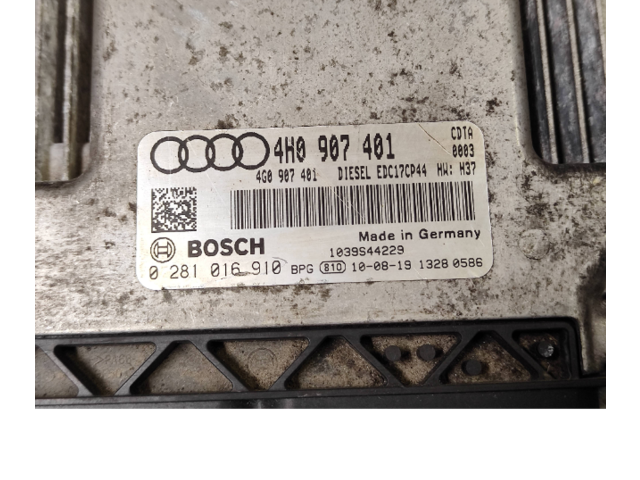 4H0 907 401 CDTA
0003
4G0 907 401 DIESEL EDC17CP44 HW: H37
Made in Germany
BOSCH 1039S44229
0 281 016 910 BPG 810 10-08-19 1328 0586